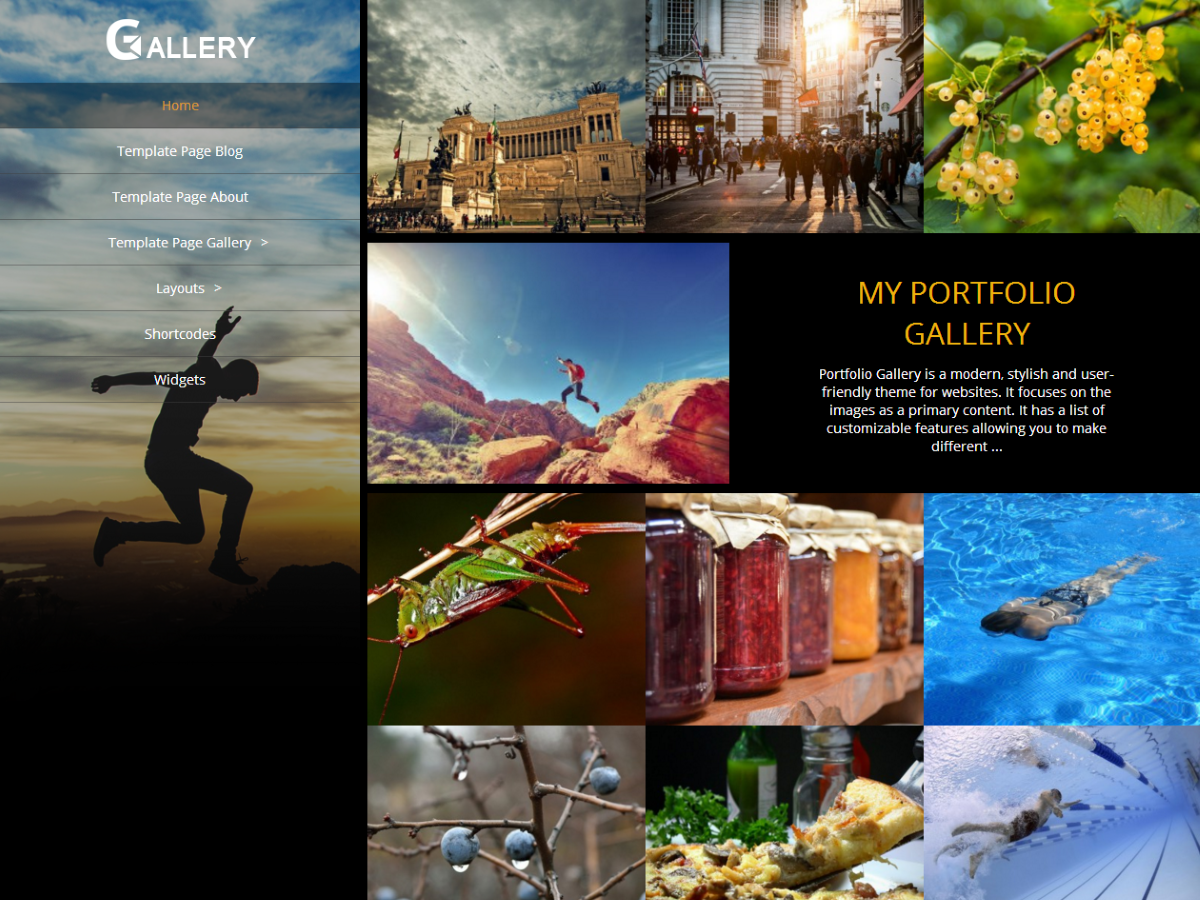 GALLERY
Home
Template Page Blog
Template Page About
Template Page Gallery >
Layouts >
Shortcodes
Widgets
MY PORTFOLIO
GALLERY
Portfolio Gallery is a modern, stylish and user-
friendly theme for websites. It focuses on the
images as a primary content. It has a list of
customizable features allowing you to make
different ...